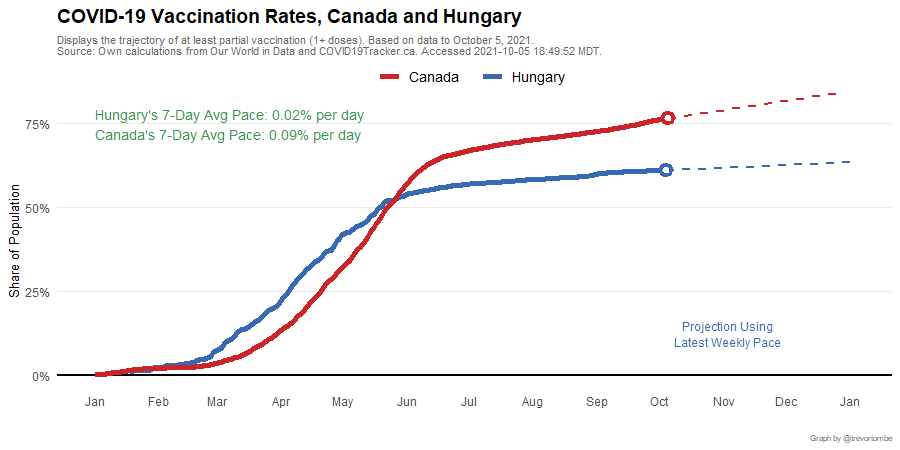 COVID-19 Vaccination Rates, Canada and Hungary
Displays the trajectory of at least partial vaccination (1+ doses). Based on data to October 5, 2021.
Source: Own calculations from Our World in Data and COVID19Tracker.ca. Accessed 2021-10-05 18:49:52 MDT.
Canada Hungary
Hungary's 7-Day Avg Pace: 0.02% per day
Canada's 7-Day Avg Pace: 0.09% per day
75%
50%
25%
0%
Share of Population
Projection Using
Latest Weekly Pace
Jan Feb Mar Apr May Jun Jul Aug Sep Oct Nov Dec Jan
Graph by @trevortombe